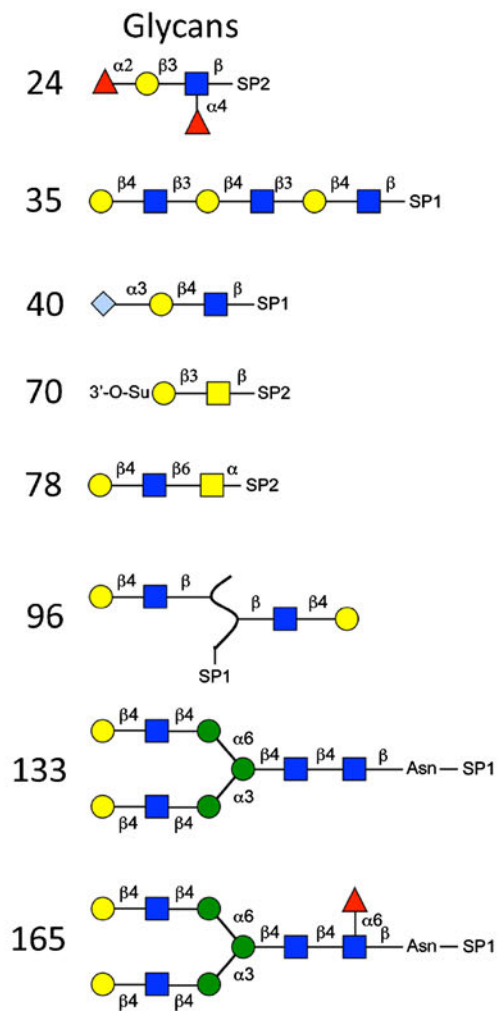 Glycans
24 α2 β3 β SP2
α4
35 β4 β3 β4 β3 β4 β SP1
40 α3 β4 β SP1
70 3'-O-Su β3 β SP2
78 β4 β6 α SP2
96 β4 β β β4
SP1
β4 β4 α6
133 β4 β4 β Asn SP1
β4 β4 α3
β4 β4 α6 α6
165 β4 β4 β Asn SP1
β4 β4 α3